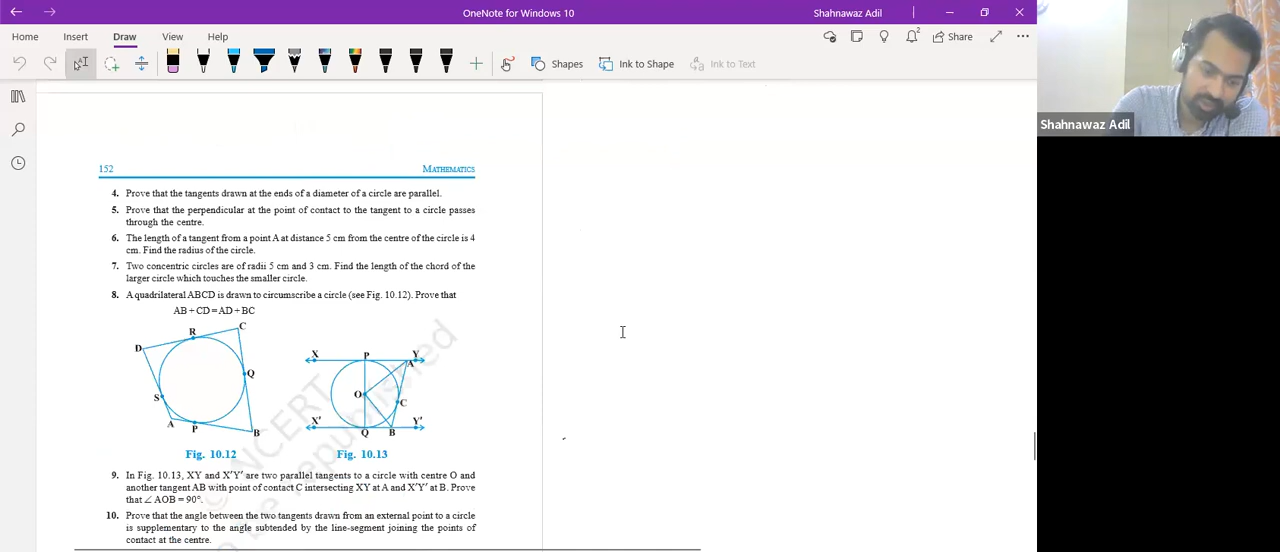 OneNote for Windows 10
Shahnawaz Adil
Home Insert Draw View Help
Share
Shapes
Ink to Shape
Ink to Text
Shahnawaz Adil
152 MATHEMATICS
4. Prove that the tangents drawn at the ends of a diameter of a circle are parallel.
5. Prove that the perpendicular at the point of contact to the tangent to a circle passes
through the centre.
6. The length of a tangent from a point A at distance 5 cm from the centre of the circle is 4
cm. Find the radius of the circle.
7. Two concentric circles are of radii 5 cm and 3 cm. Find the length of the chord of the
larger circle which touches the smaller circle.
8. A quadrilateral ABCD is drawn to circumscribe a circle (see Fig. 10.12). Prove that
AB + CD = AD + BC
R C
D
Q
S
A P B
X P Y
A
O
C
X′ Y′
Q B
Fig. 10.12
Fig. 10.13
9. In Fig. 10.13, XY and X′Y′ are two parallel tangents to a circle with centre O and
another tangent AB with point of contact C intersecting XY at A and X′Y′ at B. Prove
that ∠ AOB = 90°.
10. Prove that the angle between the two tangents drawn from an external point to a circle
is supplementary to the angle subtended by the line-segment joining the points of
contact at the centre.